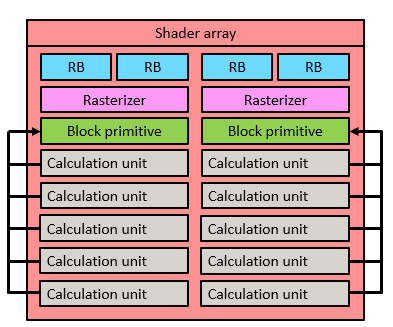 Shader array
RB RB RB RB
Rasterizer Rasterizer
Block primitive Block primitive
Calculation unit Calculation unit
Calculation unit Calculation unit
Calculation unit Calculation unit
Calculation unit Calculation unit
Calculation unit Calculation unit